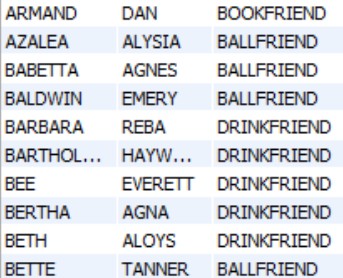 ARMAND DAN BOOKFRIEND
AZALEA ALYSIA BALLFRIEND
BABETTA AGNES BALLFRIEND
BALDWIN EMERY BALLFRIEND
BARBARA REBA DRINKFRIEND
BARTHOL... HAYW... DRINKFRIEND
BEE EVERETT DRINKFRIEND
BERTHA AGNA DRINKFRIEND
BETH ALOYS DRINKFRIEND
BETTE TANNER BALLFRIEND